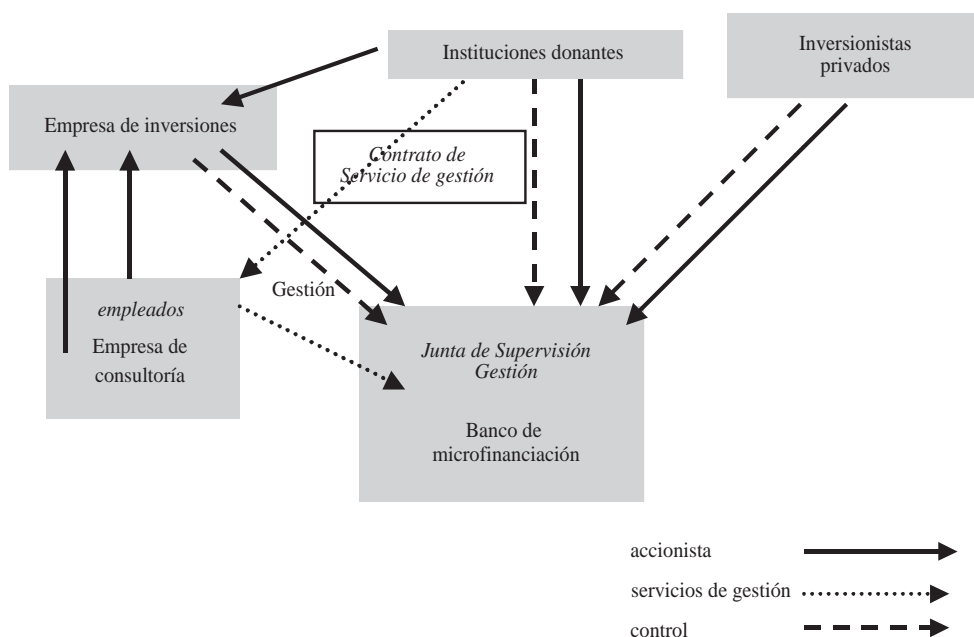 Instituciones donantes
Inversionistas
privados
Empresa de inversiones
Contrato de
Servicio de gestión
Gestión
empleados
Empresa de
consultoría
Junta de Supervisión
Gestión
Banco de
microfinanciación
accionista
servicios de gestión
control